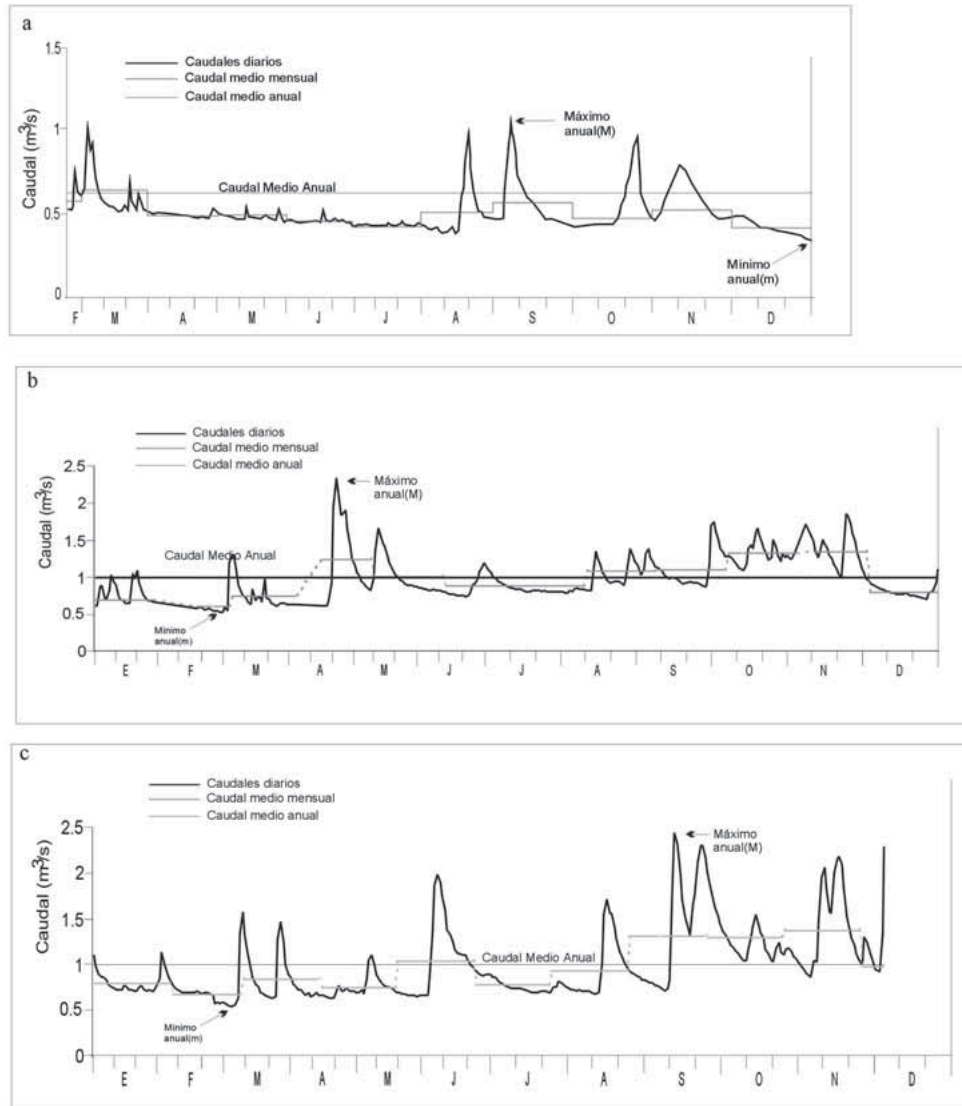 a
1.5
Caudales diarios
Caudal medio mensual
Caudal medio anual
Caudal (m³/s)
1
Máximo
anual(M)
Caudal Medio Anual
0.5
Mínimo
anual(m)
0
F M A M J J A S O N D
b
Caudales diarios
Caudal medio mensual
Caudal medio anual
2.5
Máximo
anual(M)
Caudal (m³/s)
2
1.5
Caudal Medio Anual
1
0.5
Mínimo
anual(m)
0
E F M A M J J A S O N D
c
Caudales diarios
Caudal medio mensual
Caudal medio anual
2.5
Máximo
anual(M)
Caudal (m³/s)
2
1.5
Caudal Medio Anual
1
0.5
Mínimo
anual(m)
0
E F M A M J J A S O N D